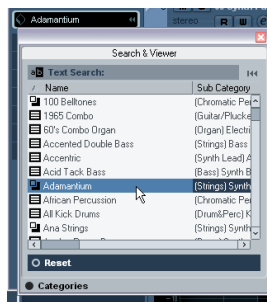 Adamantium
stereo R W
Search & Viewer
Text Search:
Name Sub Category
100 Belltones (Chromatic Per
1965 Combo (Guitar/Plucke
60's Combo Organ (Organ) Electri
Accented Double Bass (Strings) Bass
Accentric (Synth Lead) A
Acid Tack Bass (Bass) Synth B
Adamantium (Strings) Synth
African Percussion (Chromatic Per
All Kick Drums (Drum&Perc) K
Ana Strings (Strings) Synth
Reset
Categories